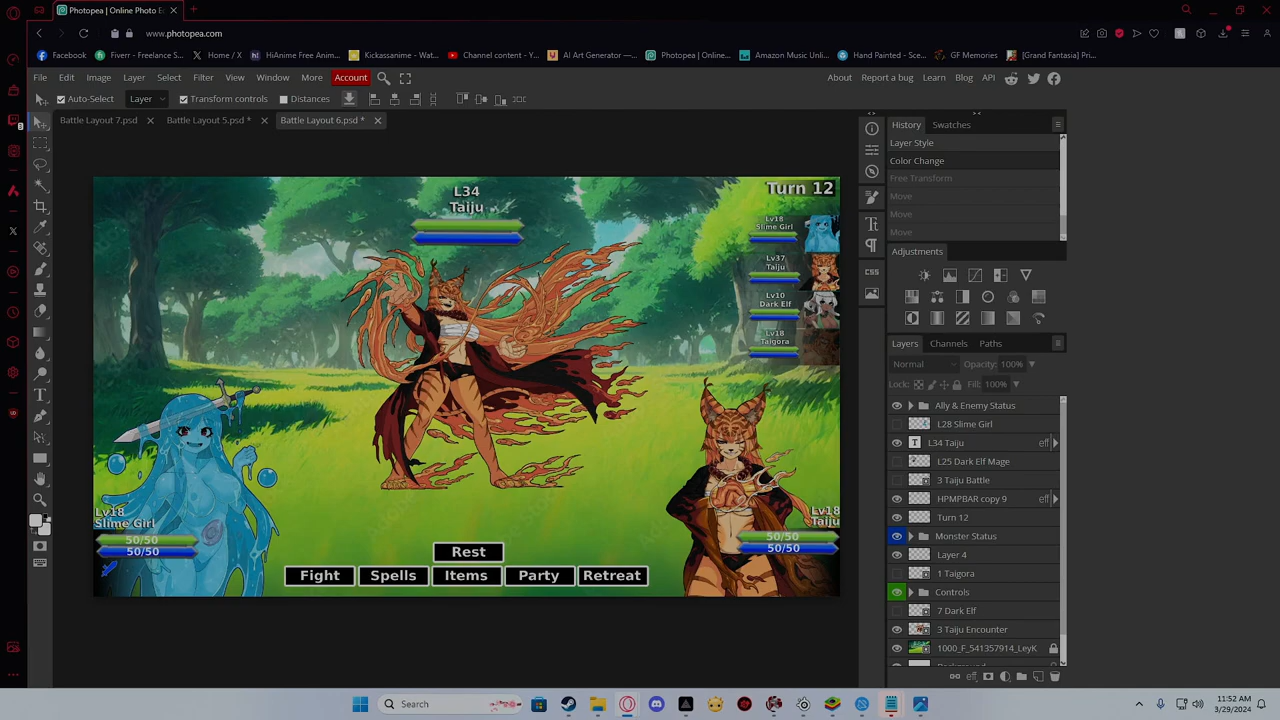 Photopea | Online Photo Ec
www.photopea.com
Facebook
Fiverr - Freelance S...
Home / X
HiAnime Free Anim...
Kickassanime - Wat...
Channel content - Y...
AI Art Generator —...
Photopea | Online...
Amazon Music Unlim...
Hand Painted - Sce...
GF Memories
[Grand Fantasia] Pri...
File Edit Image Layer Select Filter View Window More Account
About Report a bug Learn Blog API
Auto-Select Layer Transform controls Distances
Battle Layout 7.psd
Battle Layout 5.psd *
Battle Layout 6.psd *
History Swatches
Layer Style
Color Change
Free Transform
Move
Move
Move
Adjustments
CSS
Layers Channels Paths
Normal Opacity: 100%
Lock: Fill: 100%
Ally & Enemy Status
L28 Slime Girl
L34 Taiju eff
L25 Dark Elf Mage
3 Taiju Battle
HPMPBAR copy 9 eff
Turn 12
Monster Status
Layer 4
1 Taigora
Controls
7 Dark Elf
3 Taiju Encounter
1000_F_541357914_LeyK
Background
eff
L34
Taiju
Turn 12
Lv18
Slime Girl
Lv37
Taiju
Lv10
Dark Elf
Lv18
Taigora
Lv18
Slime Girl
50/50
50/50
Lv18
Taiju
50/50
50/50
Rest
Fight Spells Items Party Retreat
Search
11:52 AM
3/29/2024